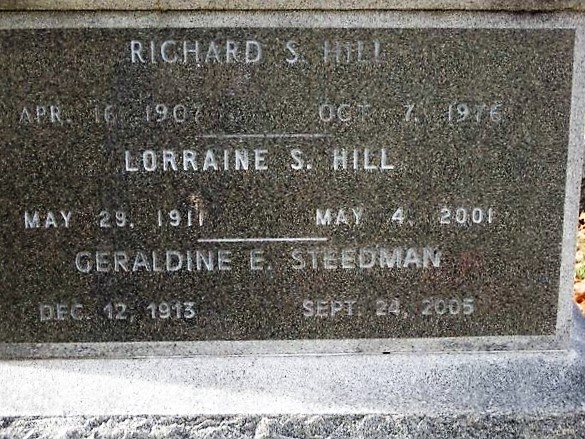 RICHARD S. HILL
APR. 16 1907 OCT 7, 1976
LORRAINE S. HILL
MAY 29, 1911 MAY 4, 2001
GERALDINE E. STEEDMAN
DEC. 12, 1913 SEPT. 24, 2005